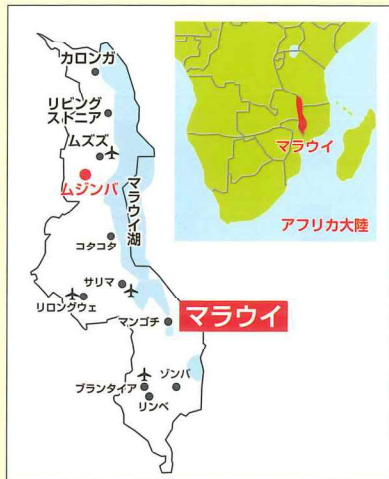 カロンガ
リビング
ストニア
ムズズ
ムジンバ
マラウイ湖
コタコタ
サリマ
リロングウェ
マンゴチ
マラウイ
ゾンバ
ブランタイア
リンベ
マラウイ
アフリカ大陸